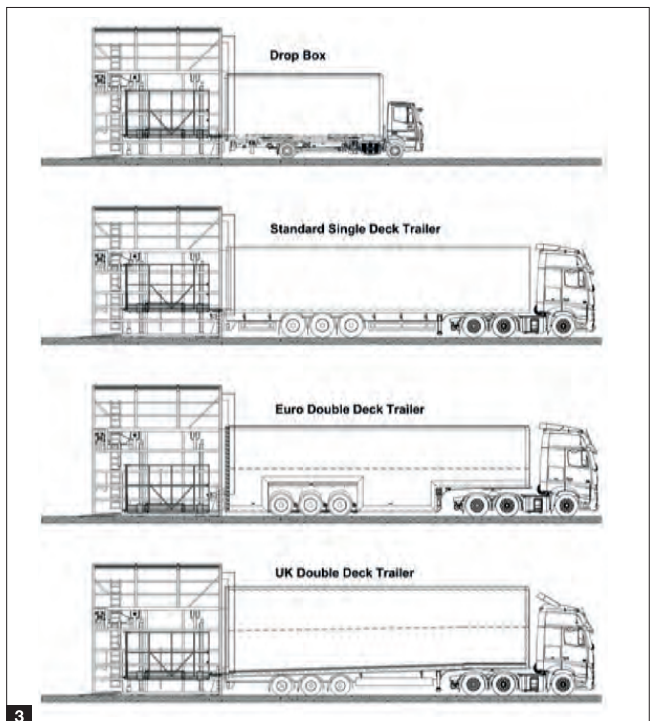 Drop Box
Standard Single Deck Trailer
Euro Double Deck Trailer
UK Double Deck Trailer
3